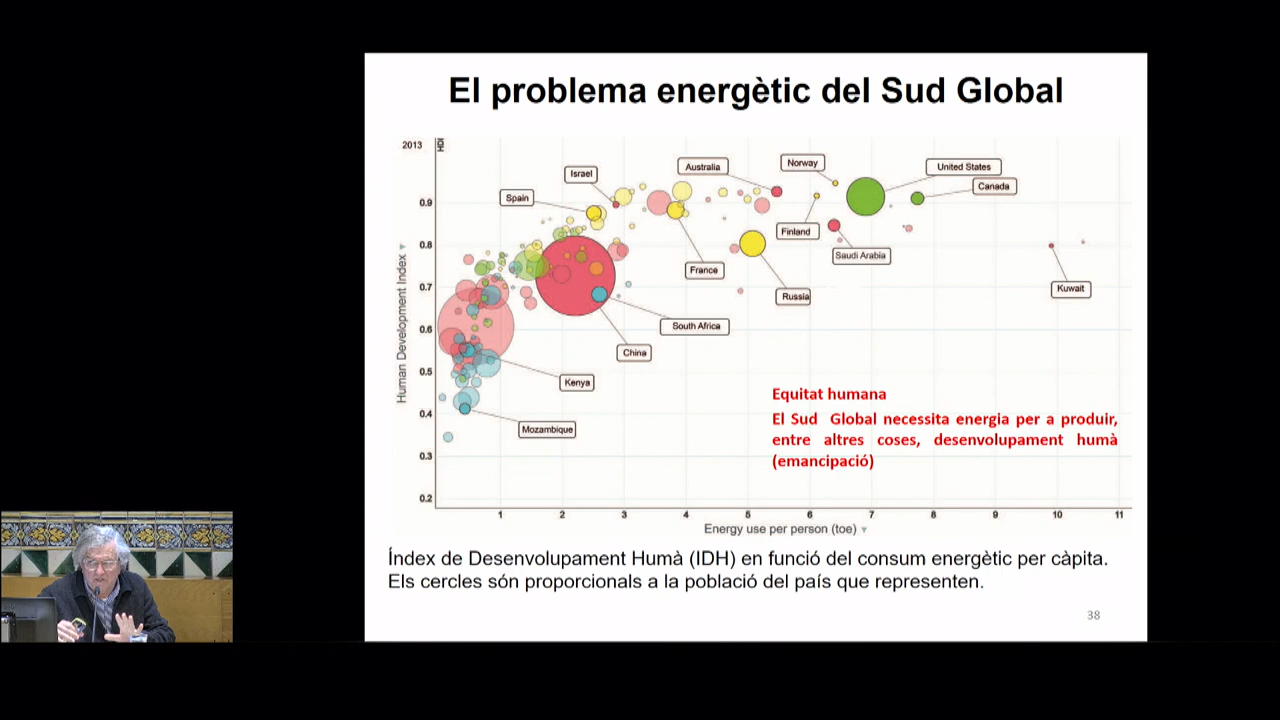 El problema energètic del Sud Global
2013
HDI
Israel
Australia
Norway
United States
Canada
Spain
0.9
Finland
0.8
France
Saudi Arabia
0.7
Russia
Kuwait
South Africa
0.6
China
0.5
Kenya
0.4
Mozambique
0.3
0.2
Human Development Index
Equitat humana
El Sud Global necessita energia per a produir,
entre altres coses, desenvolupament humà
(emancipació)
1 2 3 4 5 6 7 8 9 10 11
Energy use per person (toe)
Índex de Desenvolupament Humà (IDH) en funció del consum energètic per càpita.
Els cercles són proporcionals a la població del país que representen.
38